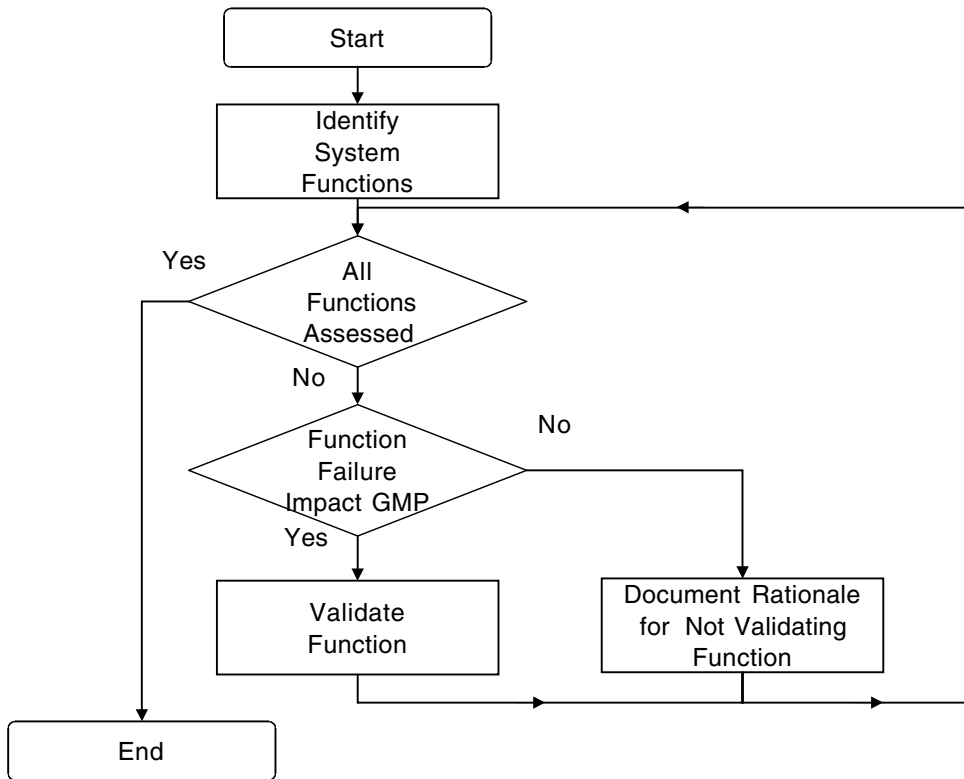 Start
Identify
System
Functions
Yes
All
Functions
Assessed
No
Function
Failure
Impact GMP
No
Yes
Validate
Function
Document Rationale
for Not Validating
Function
End